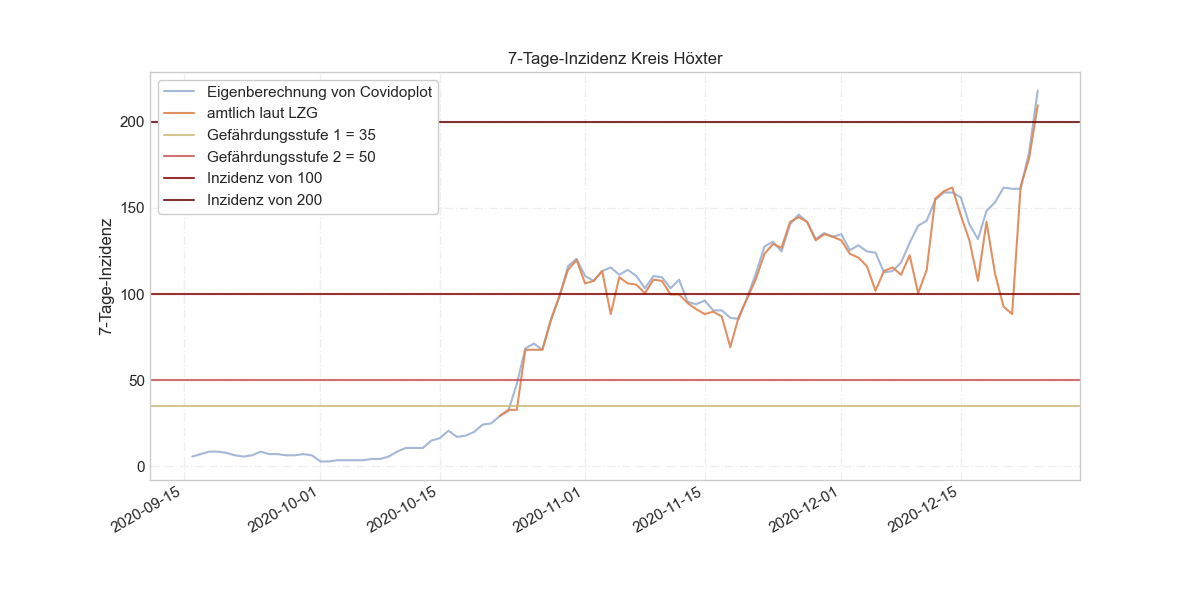 7-Tage-Inzidenz Kreis Höxter
Eigenberechnung von Covidoplot
amtlich laut LZG
Gefährdungsstufe 1 = 35
Gefährdungsstufe 2 = 50
Inzidenz von 100
Inzidenz von 200
7-Tage-Inzidenz
200
150
100
50
0
2020-09-15
2020-10-01
2020-10-15
2020-11-01
2020-11-15
2020-12-01
2020-12-15